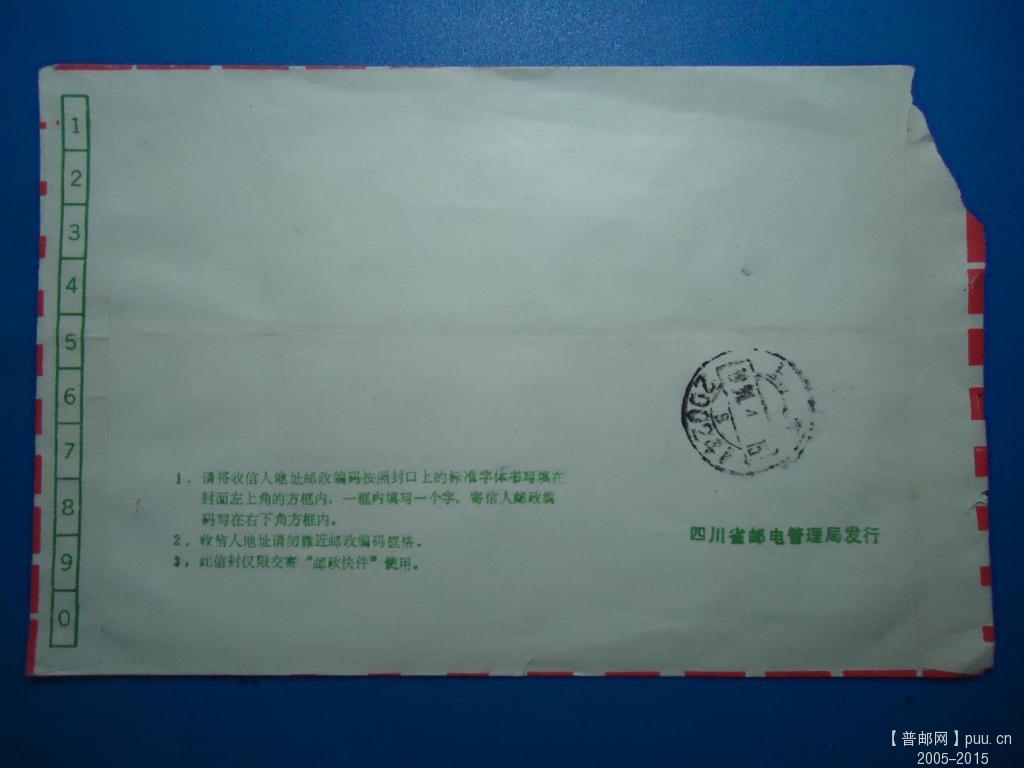 1
2
3
4
5
6
7
8
9
0
1. 请将收信人地址邮政编码按照封口上的标准字体书写填在
封面左上角的方框内，一框内填写一个字，寄信人邮政编
码写在右下角方框内。
2. 收信人地址请勿靠近邮政编码框格。
3. 此信封仅限交寄“邮政快件”使用。
四川省邮电管理局发行
【普邮网】puu.cn
2005-2015